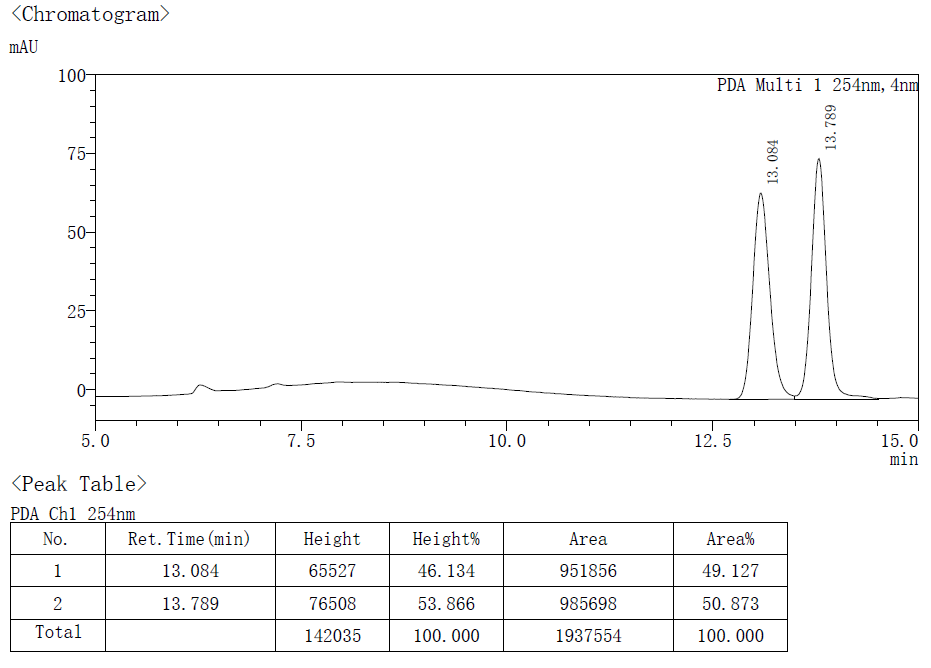 <Chromatogram>
mAU
PDA Multi 1 254nm,4nm
100
75
50
25
0
13.084
13.789
5.0 7.5 10.0 12.5 15.0
min
<Peak Table>
PDA Ch1 254nm
No. Ret.Time(min) Height Height% Area Area%
1 13.084 65527 46.134 951856 49.127
2 13.789 76508 53.866 985698 50.873
Total 142035 100.000 1937554 100.000